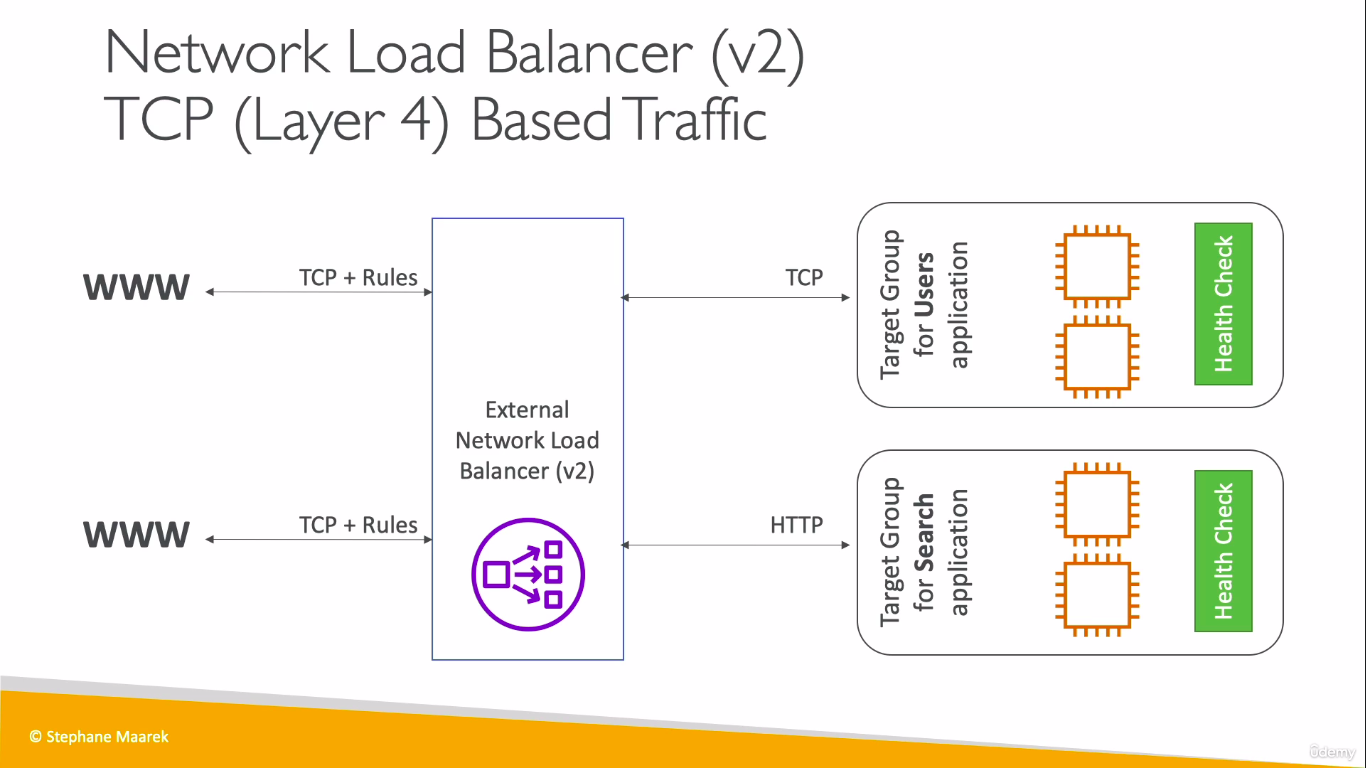 Network Load Balancer (v2)
TCP (Layer 4) Based Traffic
WWW
TCP + Rules
TCP
Target Group
for Users
application
Health Check
External
Network Load
Balancer (v2)
WWW
TCP + Rules
HTTP
Target Group
for Search
application
Health Check
© Stephane Maarek
ûdemy